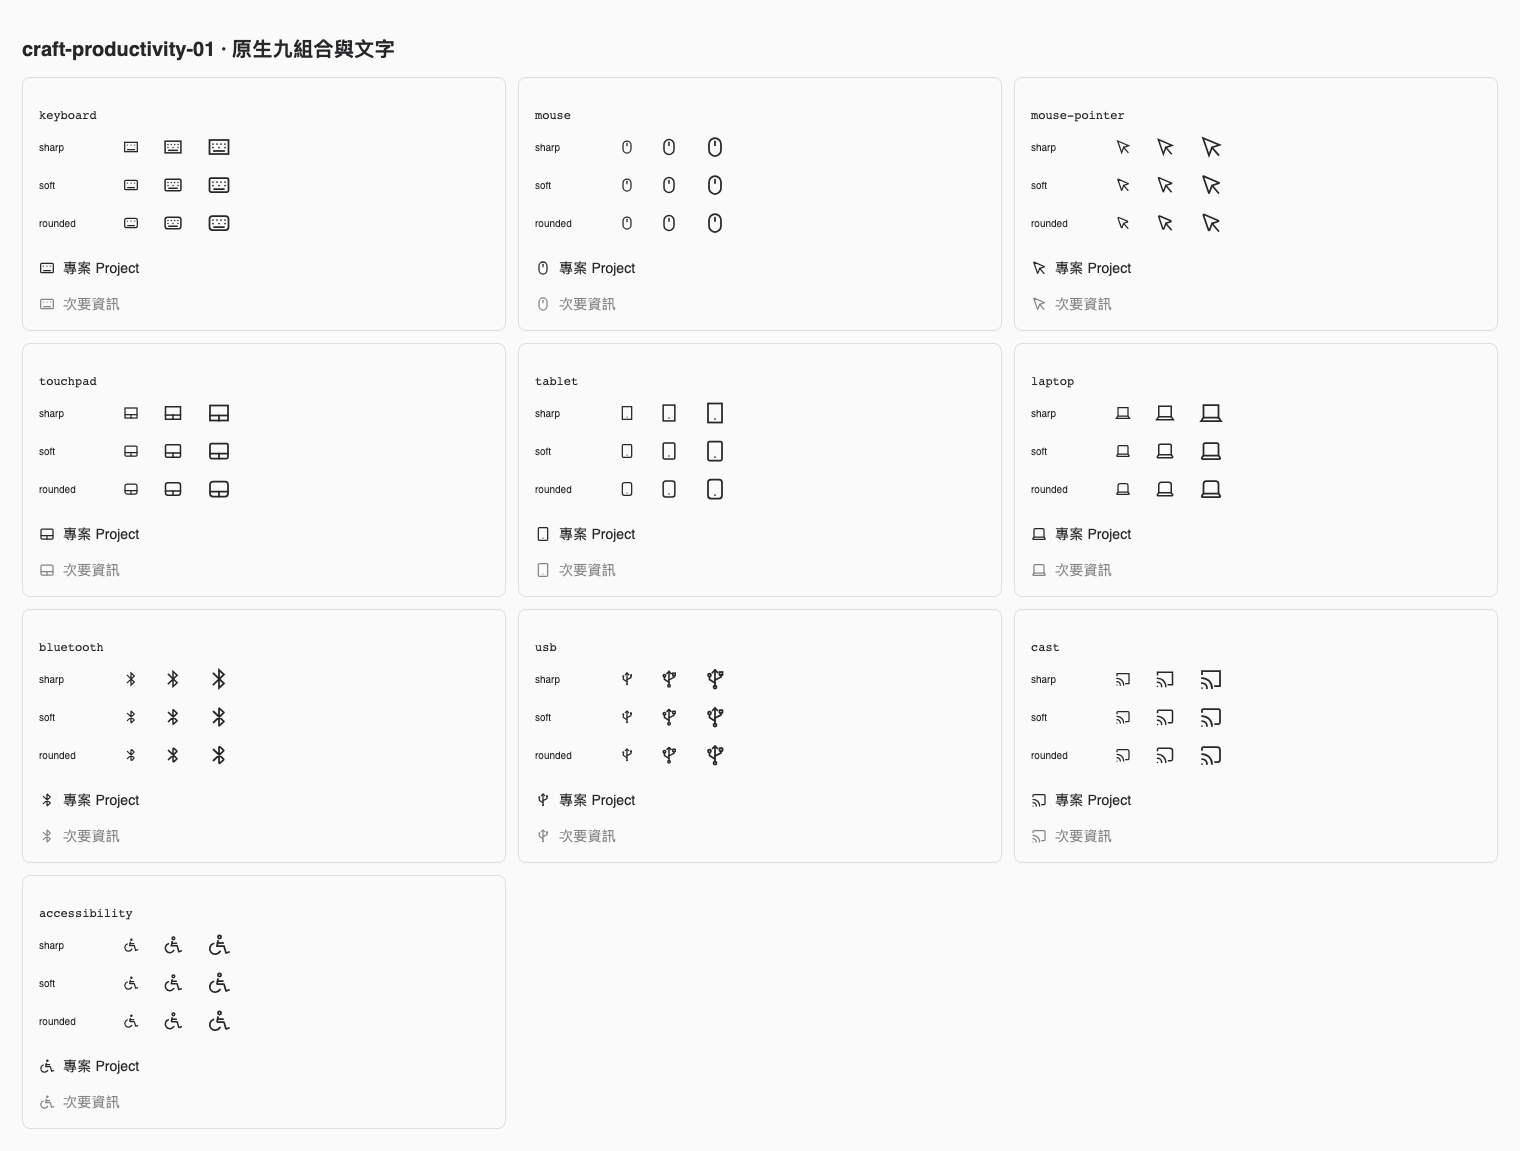 craft-productivity-01 · 原生九組合與文字
keyboard
sharp
soft
rounded
專案 Project
次要資訊
mouse
sharp
soft
rounded
專案 Project
次要資訊
mouse-pointer
sharp
soft
rounded
專案 Project
次要資訊
touchpad
sharp
soft
rounded
專案 Project
次要資訊
tablet
sharp
soft
rounded
專案 Project
次要資訊
laptop
sharp
soft
rounded
專案 Project
次要資訊
bluetooth
sharp
soft
rounded
專案 Project
次要資訊
usb
sharp
soft
rounded
專案 Project
次要資訊
cast
sharp
soft
rounded
專案 Project
次要資訊
accessibility
sharp
soft
rounded
專案 Project
次要資訊